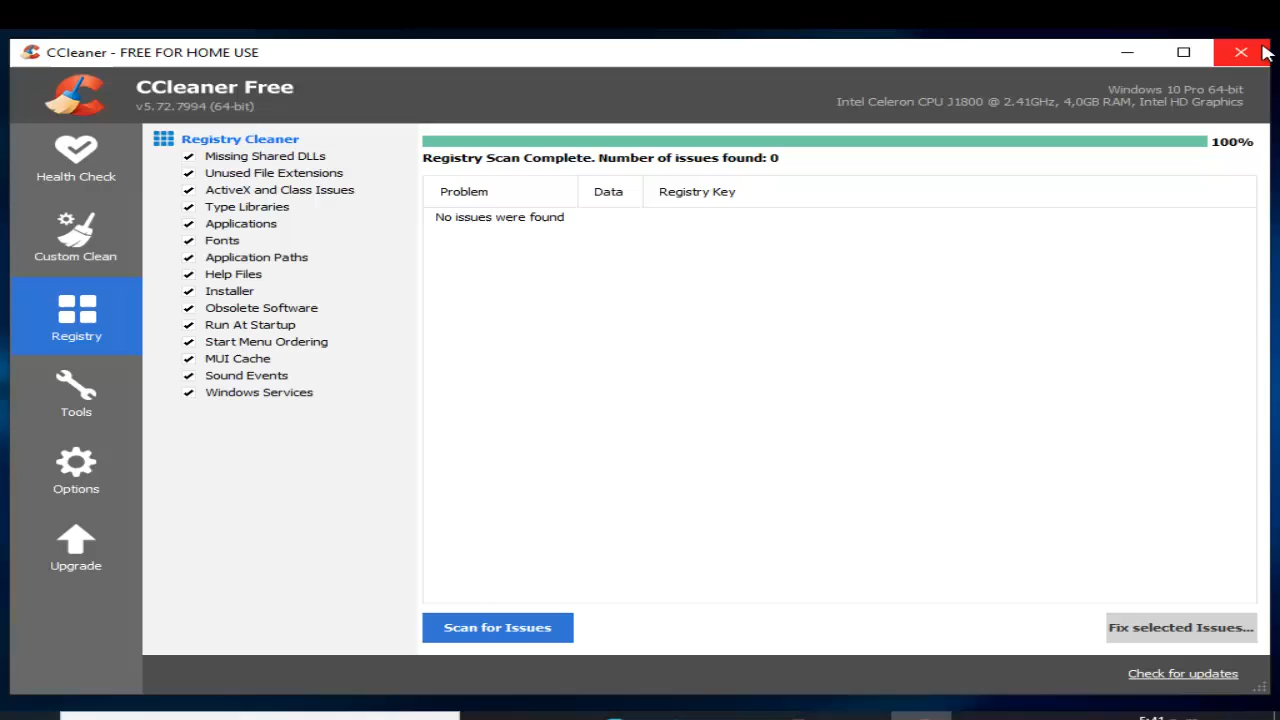 CCleaner - FREE FOR HOME USE
CCleaner Free
v5.72.7994 (64-bit)
Windows 10 Pro 64-bit
Intel Celeron CPU J1800 @ 2.41GHz, 4,0GB RAM, Intel HD Graphics
Health Check
Custom Clean
Registry
Tools
Options
Upgrade
Registry Cleaner
Missing Shared DLLs
Unused File Extensions
ActiveX and Class Issues
Type Libraries
Applications
Fonts
Application Paths
Help Files
Installer
Obsolete Software
Run At Startup
Start Menu Ordering
MUI Cache
Sound Events
Windows Services
100%
Registry Scan Complete. Number of issues found: 0
Problem Data Registry Key
No issues were found
Scan for Issues
Fix selected Issues...
Check for updates